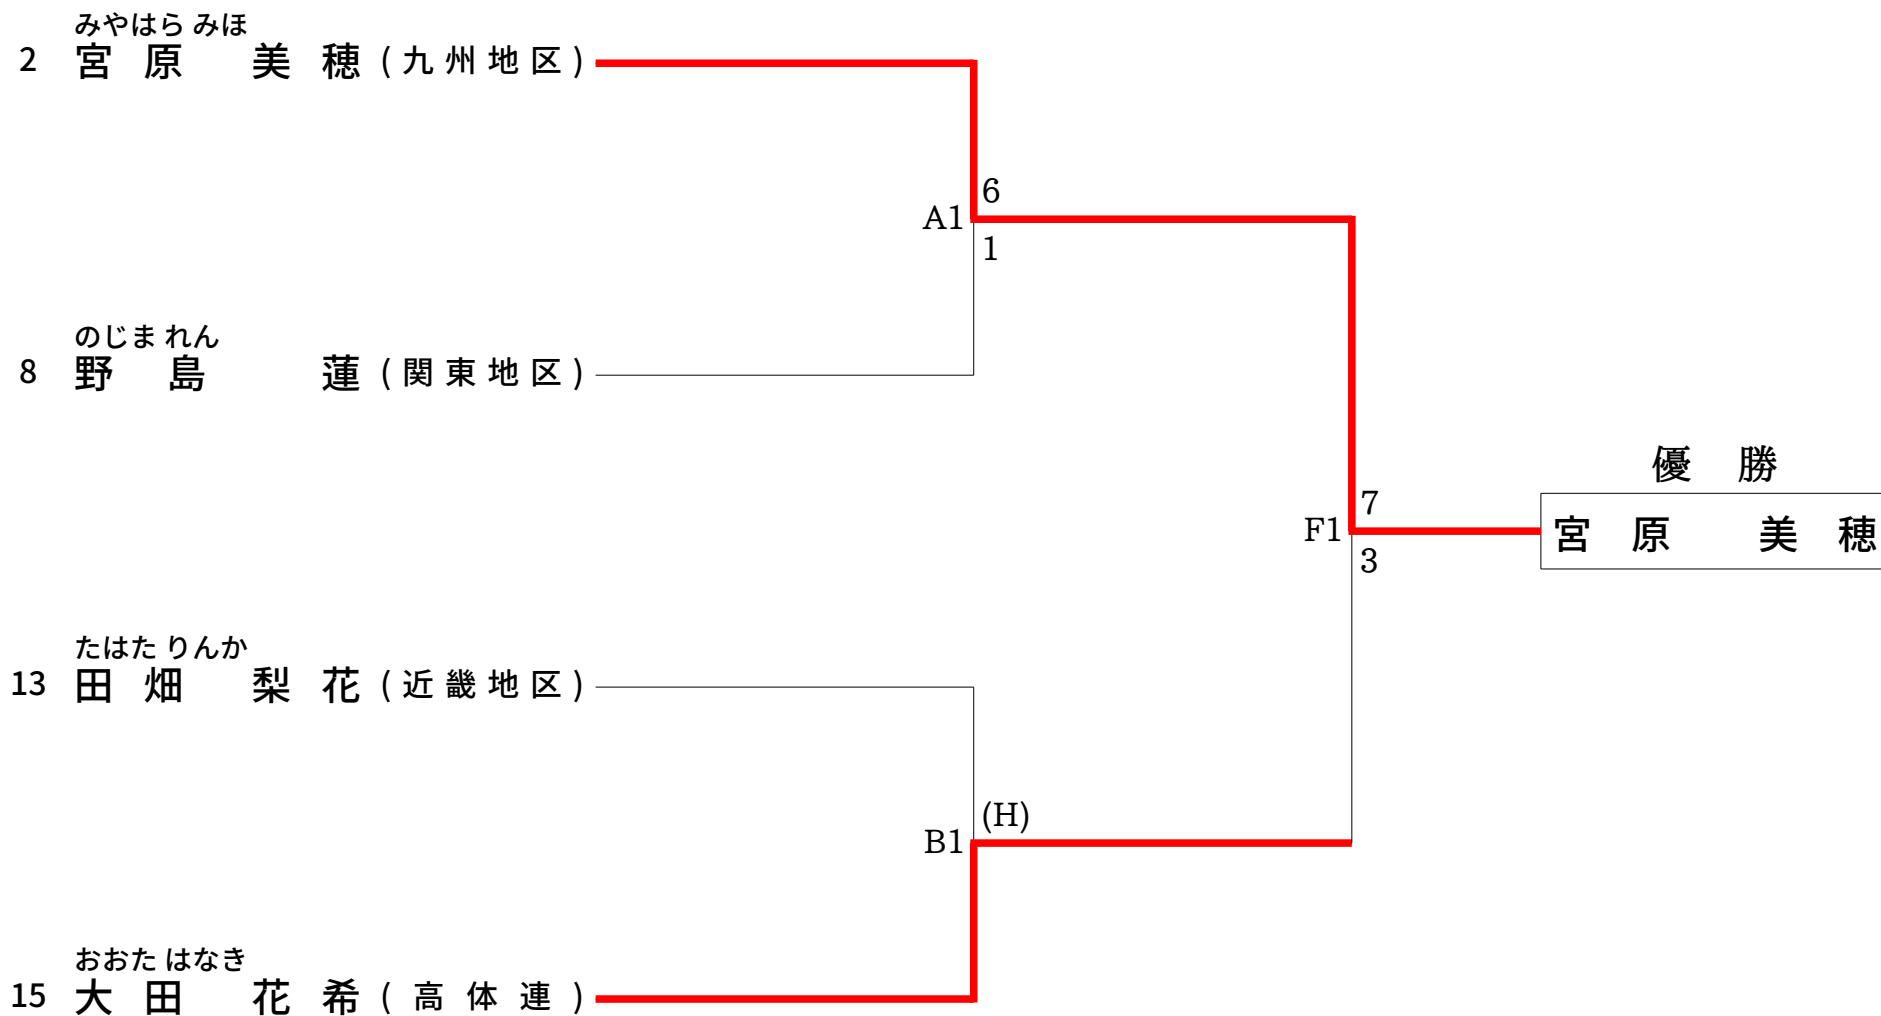 みやはら みほ
2 宮原 美穂 (九州地区)
6
A1
1
のじま れん
8 野島 蓮 (関東地区)
優勝
7
F1
宮原 美穂
3
たはた りんか
13 田畑 梨花 (近畿地区)
(H)
B1
おおた はなき
15 大田 花希 (高体連)